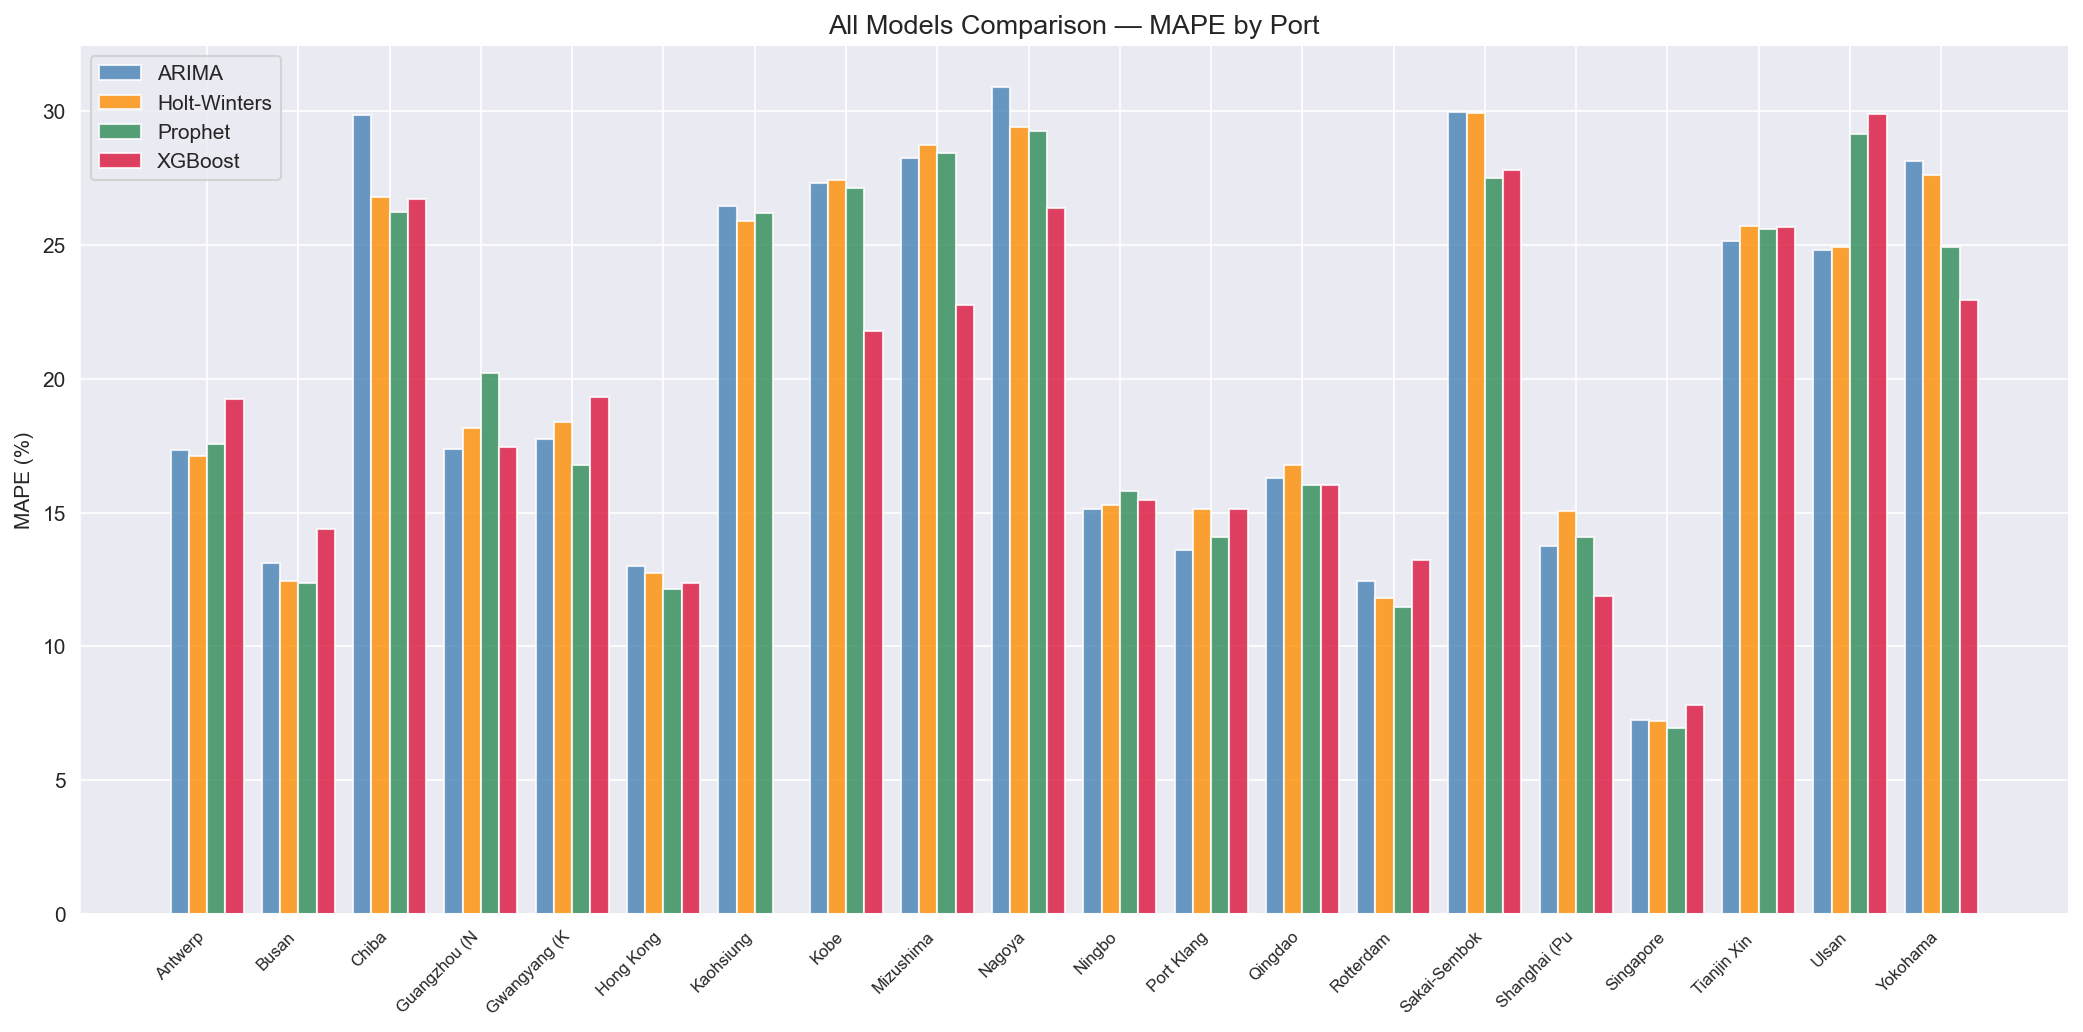 All Models Comparison — MAPE by Port
ARIMA
Holt-Winters
Prophet
XGBoost
MAPE (%)
30
25
20
15
10
5
0
Antwerp
Busan
Chiba
Guangzhou (N
Gwangyang (K
Hong Kong
Kaohsiung
Kobe
Mizushima
Nagoya
Ningbo
Port Klang
Qingdao
Rotterdam
Sakai-Sembok
Shanghai (Pu
Singapore
Tianjin Xin
Ulsan
Yokohama